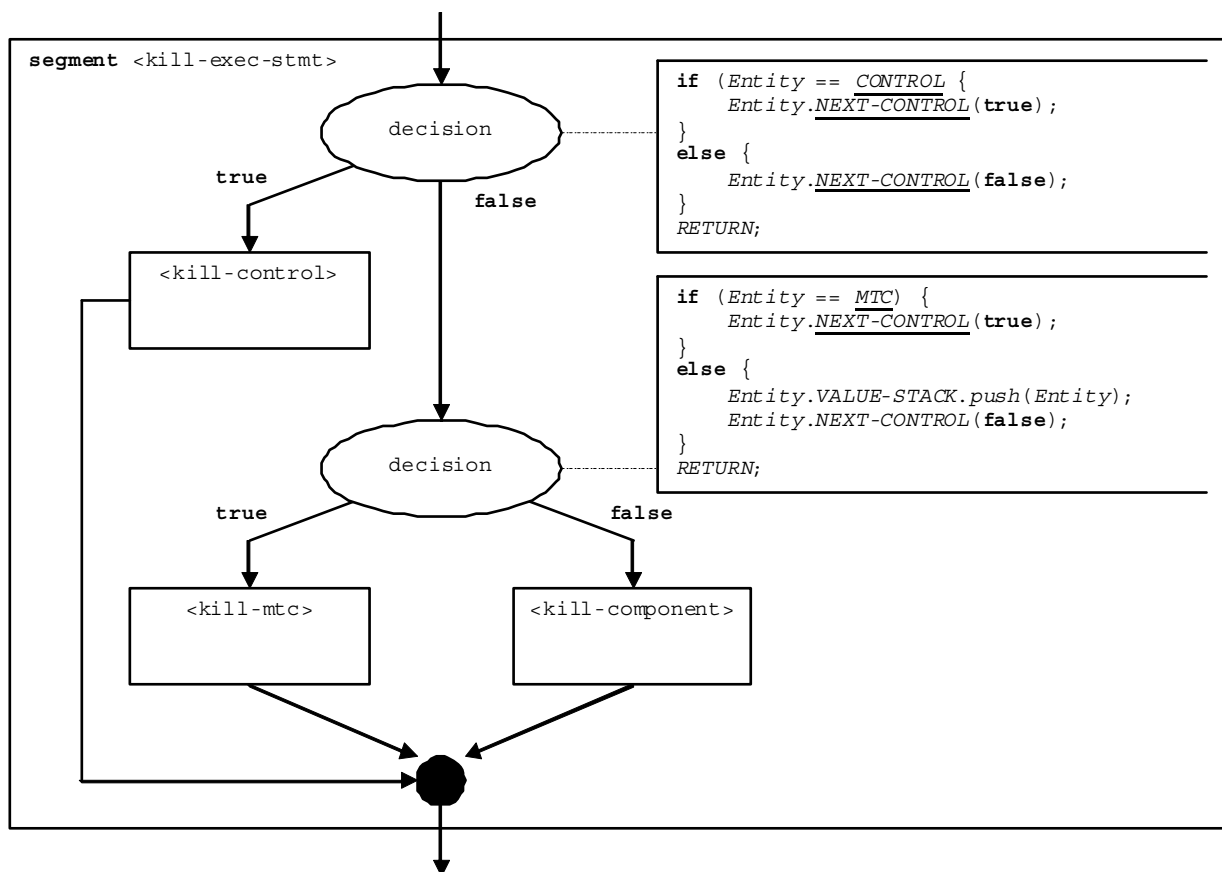 segment <kill-exec-stmt>
decision
if (Entity == CONTROL {
Entity.NEXT-CONTROL(true);
}
else {
Entity.NEXT-CONTROL(false);
}
RETURN;
true
false
<kill-control>
if (Entity == MTC) {
Entity.NEXT-CONTROL(true);
}
else {
Entity.VALUE-STACK.push(Entity);
Entity.NEXT-CONTROL(false);
}
RETURN;
decision
true
false
<kill-mtc>
<kill-component>